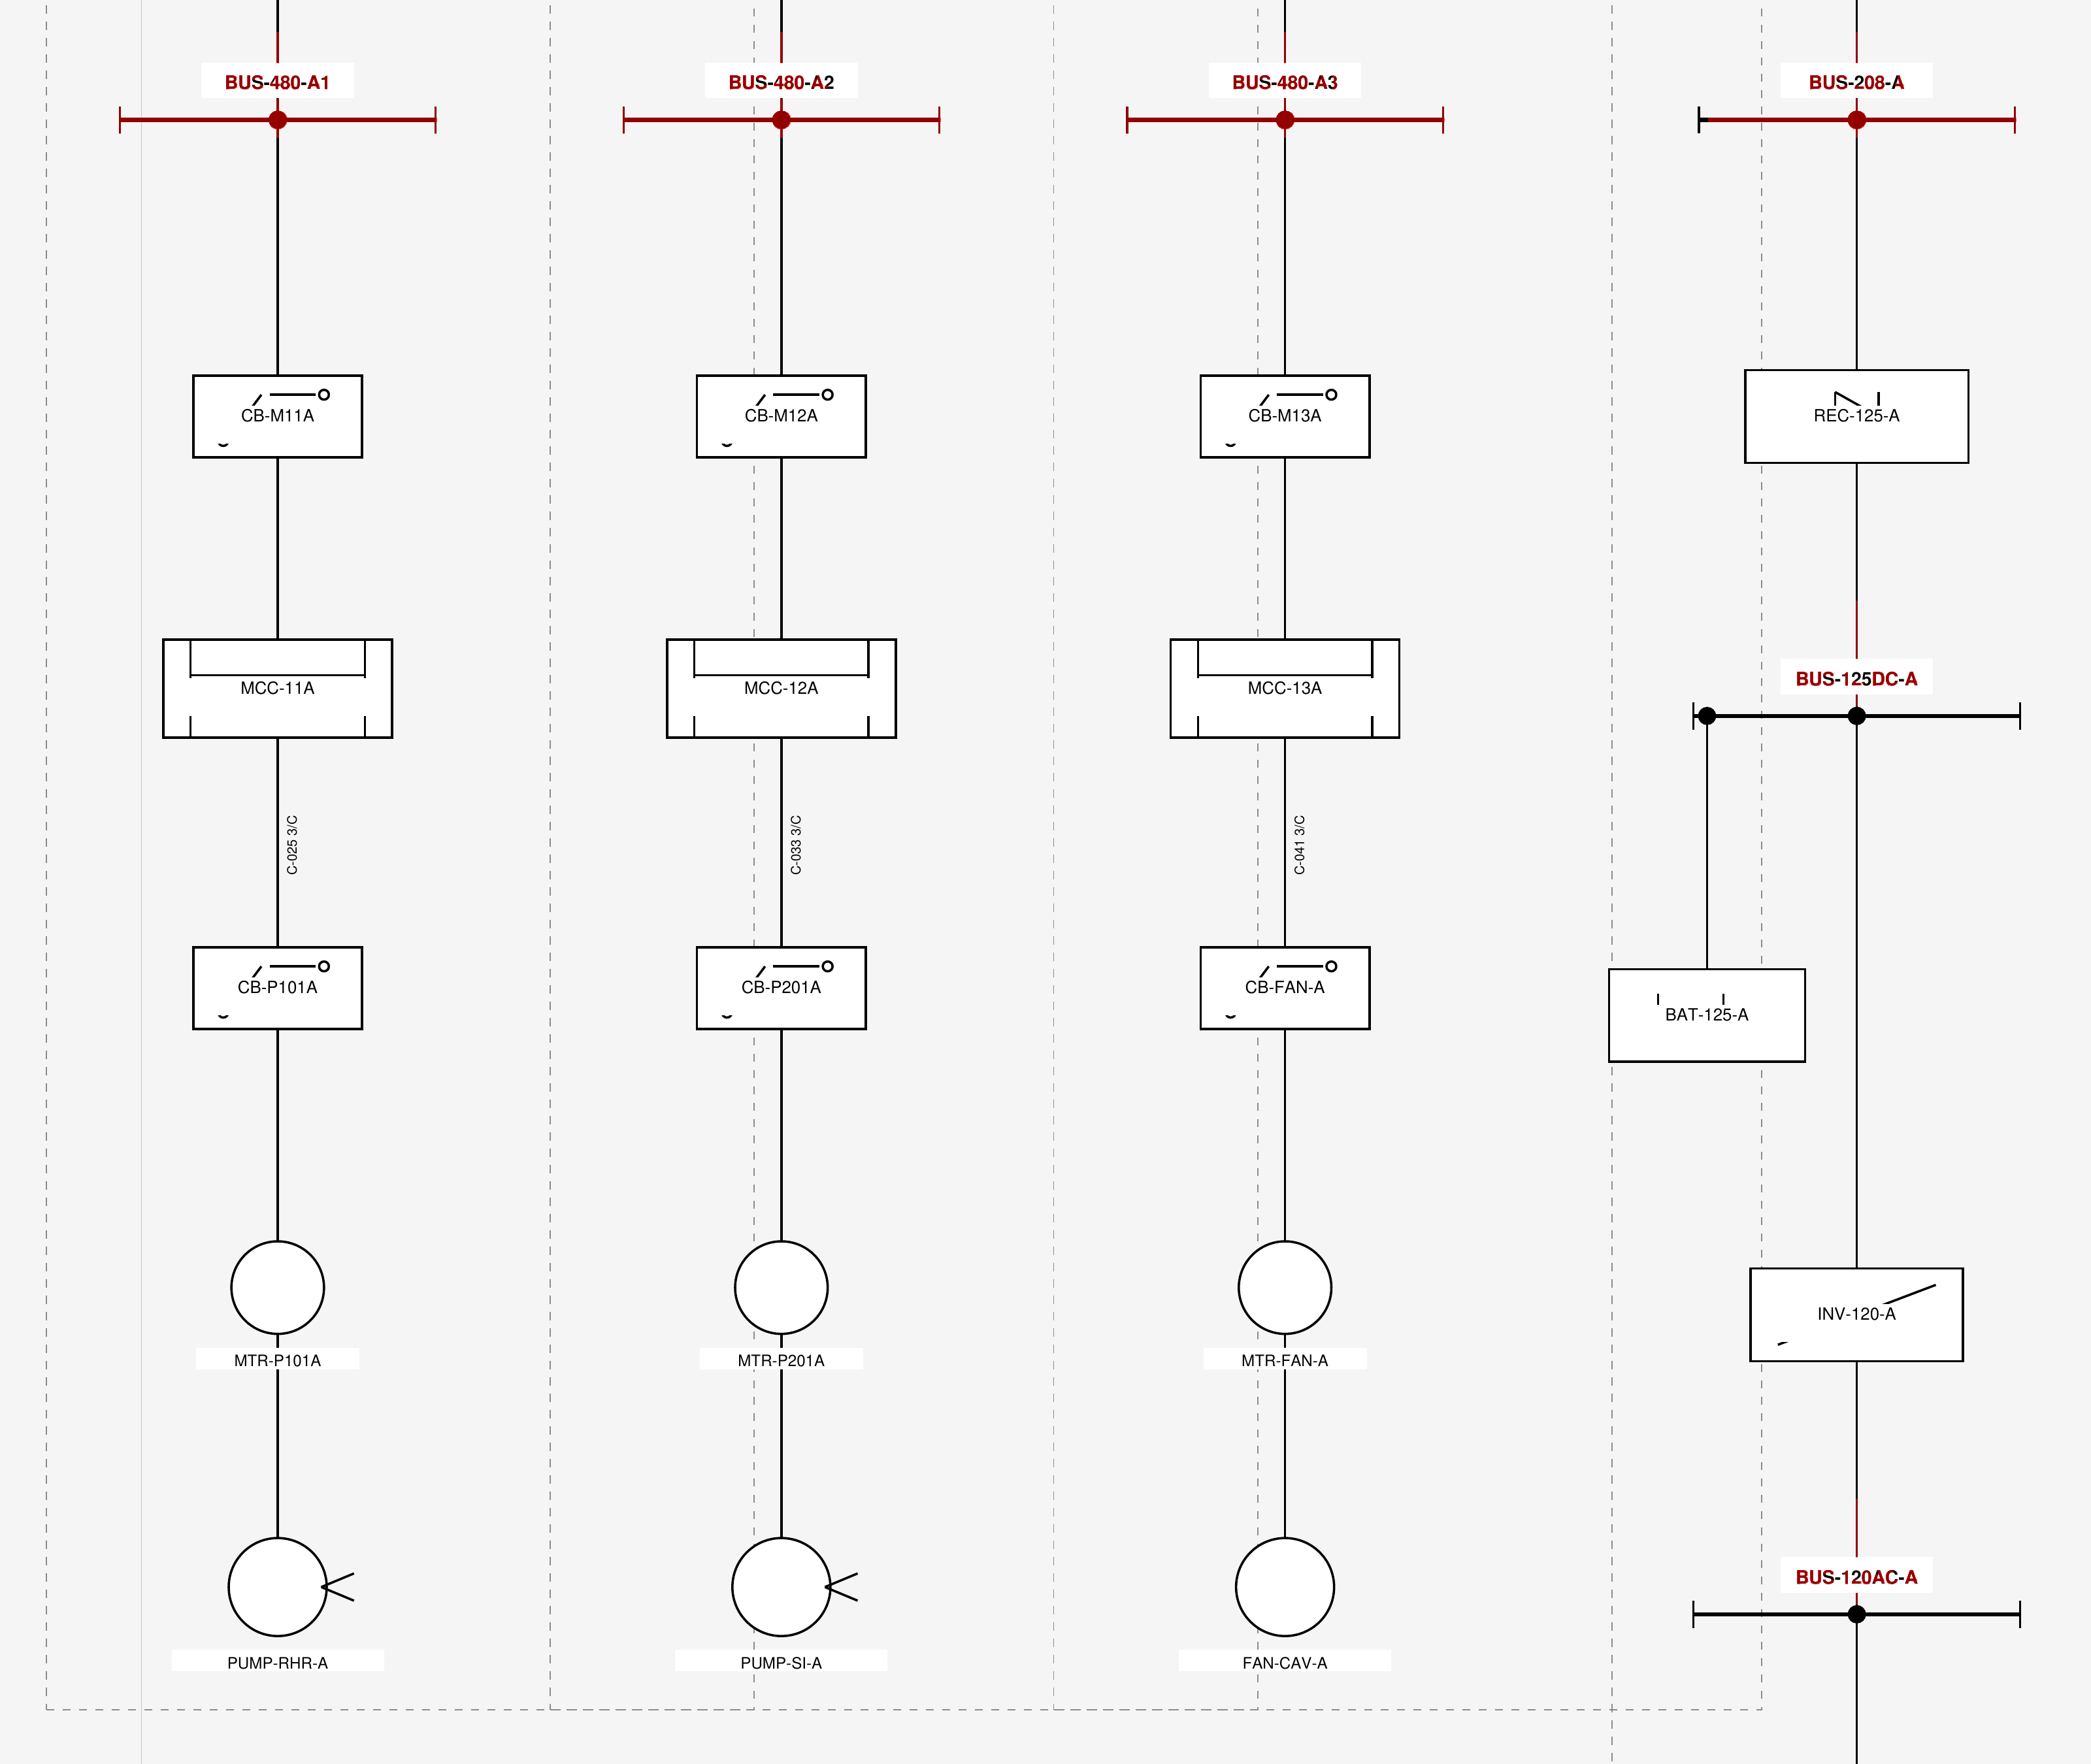 BUS-480-A1
BUS-480-A2
BUS-480-A3
BUS-208-A
CB-M11A
CB-M12A
CB-M13A
REC-125-A
MCC-11A
MCC-12A
MCC-13A
BUS-125DC-A
C-025 3/C
C-033 3/C
C-041 3/C
CB-P101A
CB-P201A
CB-FAN-A
BAT-125-A
INV-120-A
MTR-P101A
MTR-P201A
MTR-FAN-A
BUS-120AC-A
PUMP-RHR-A
PUMP-SI-A
FAN-CAV-A